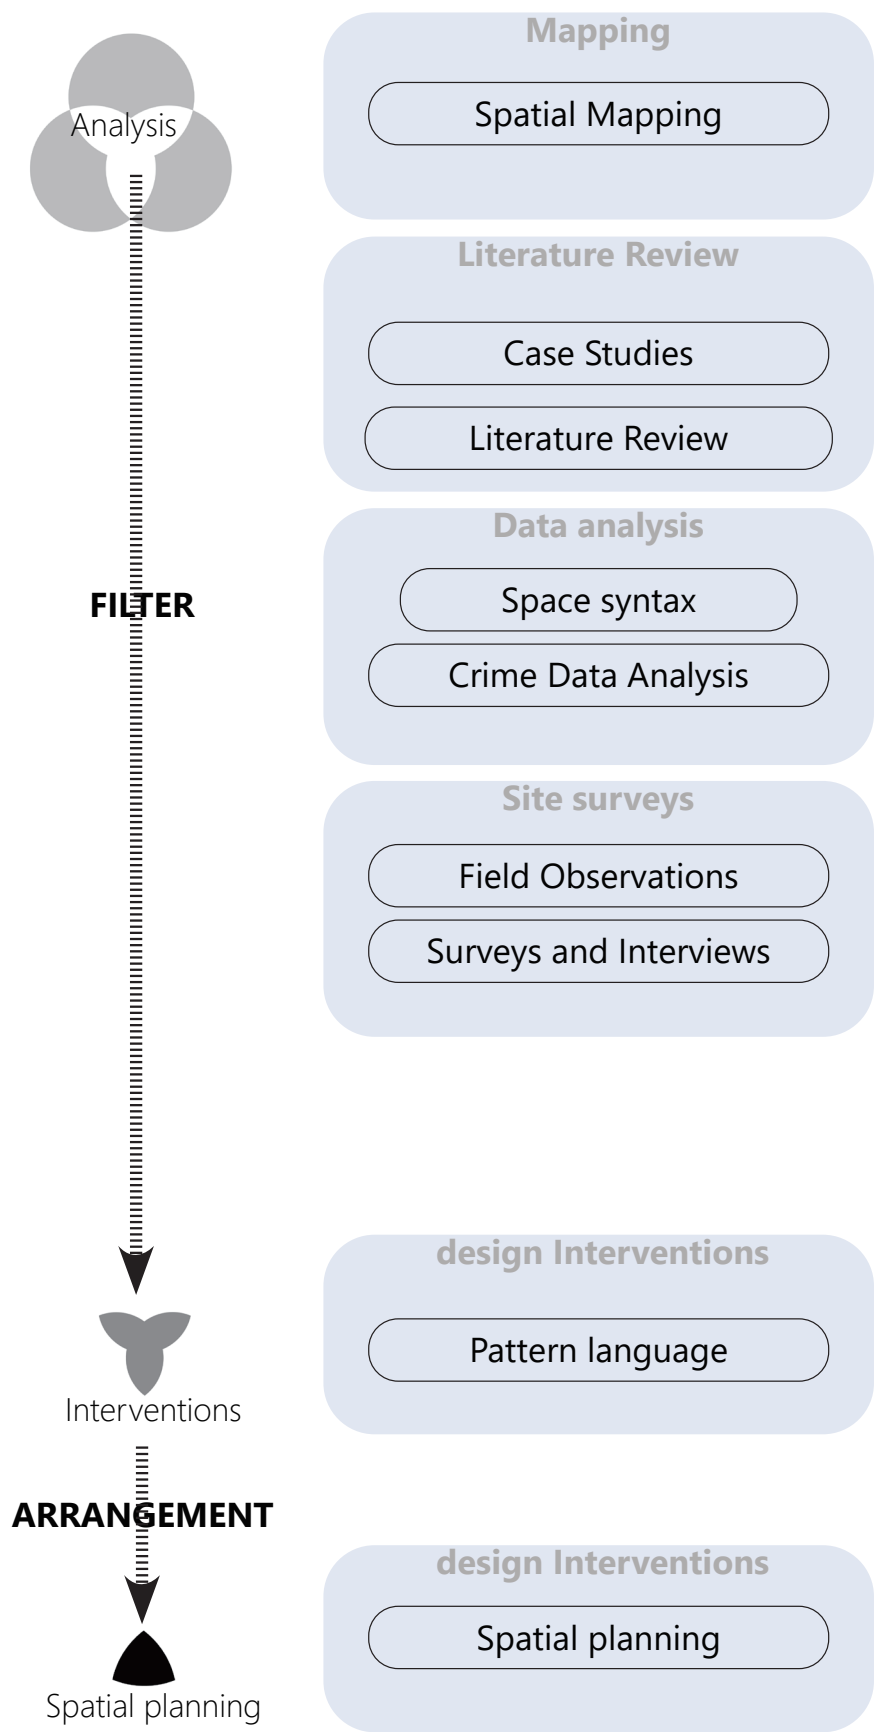 Mapping
Analysis
Spatial Mapping
Literature Review
Case Studies
Literature Review
Data analysis
FILTER
Space syntax
Crime Data Analysis
Site surveys
Field Observations
Surveys and Interviews
design Interventions
Pattern language
Interventions
ARRANGEMENT
design Interventions
Spatial planning
Spatial planning